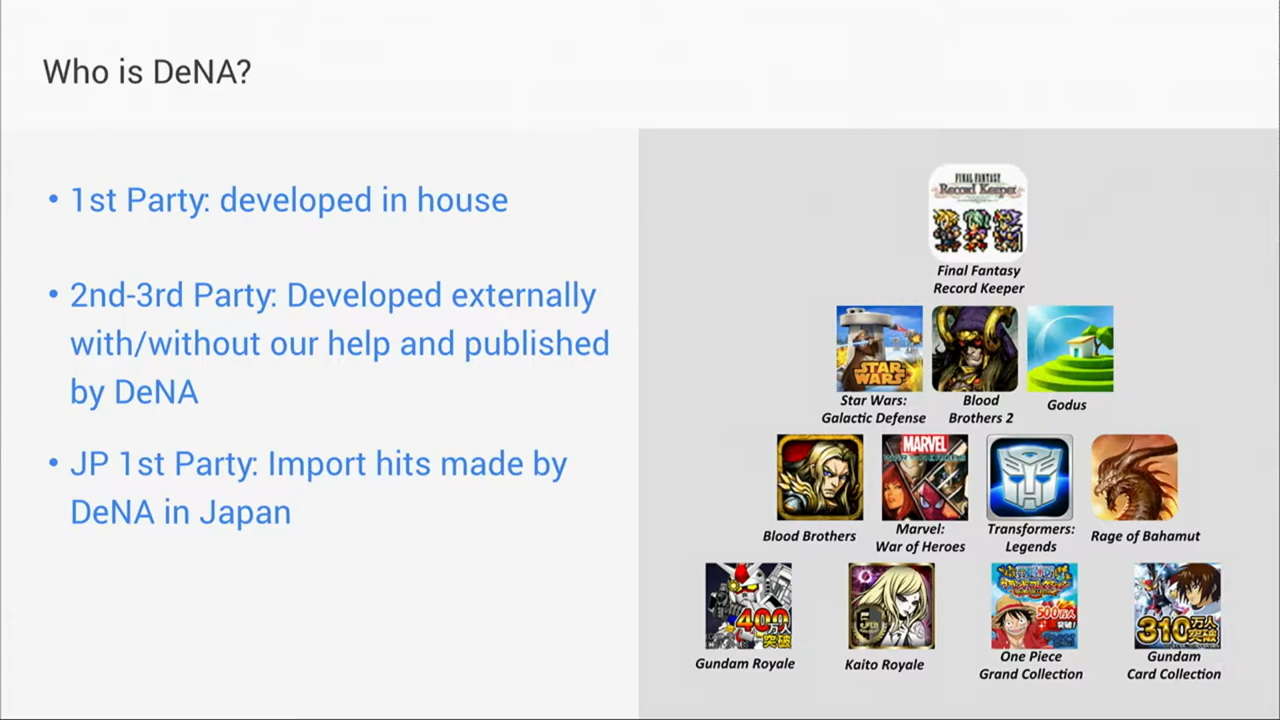 Who is DeNA?
• 1st Party: developed in house
• 2nd-3rd Party: Developed externally
with/without our help and published
by DeNA
• JP 1st Party: Import hits made by
DeNA in Japan
FINAL FANTASY
Record Keeper
Final Fantasy
Record Keeper
STAR
WARS
Star Wars:
Galactic Defense
Blood
Brothers 2
Godus
Blood Brothers
MARVEL
Marvel:
War of Heroes
Transformers:
Legends
Rage of Bahamut
400万人
突破
Gundam Royale
5th
Kaito Royale
500万人
突破!
One Piece
Grand Collection
310万人
突破
Gundam
Card Collection